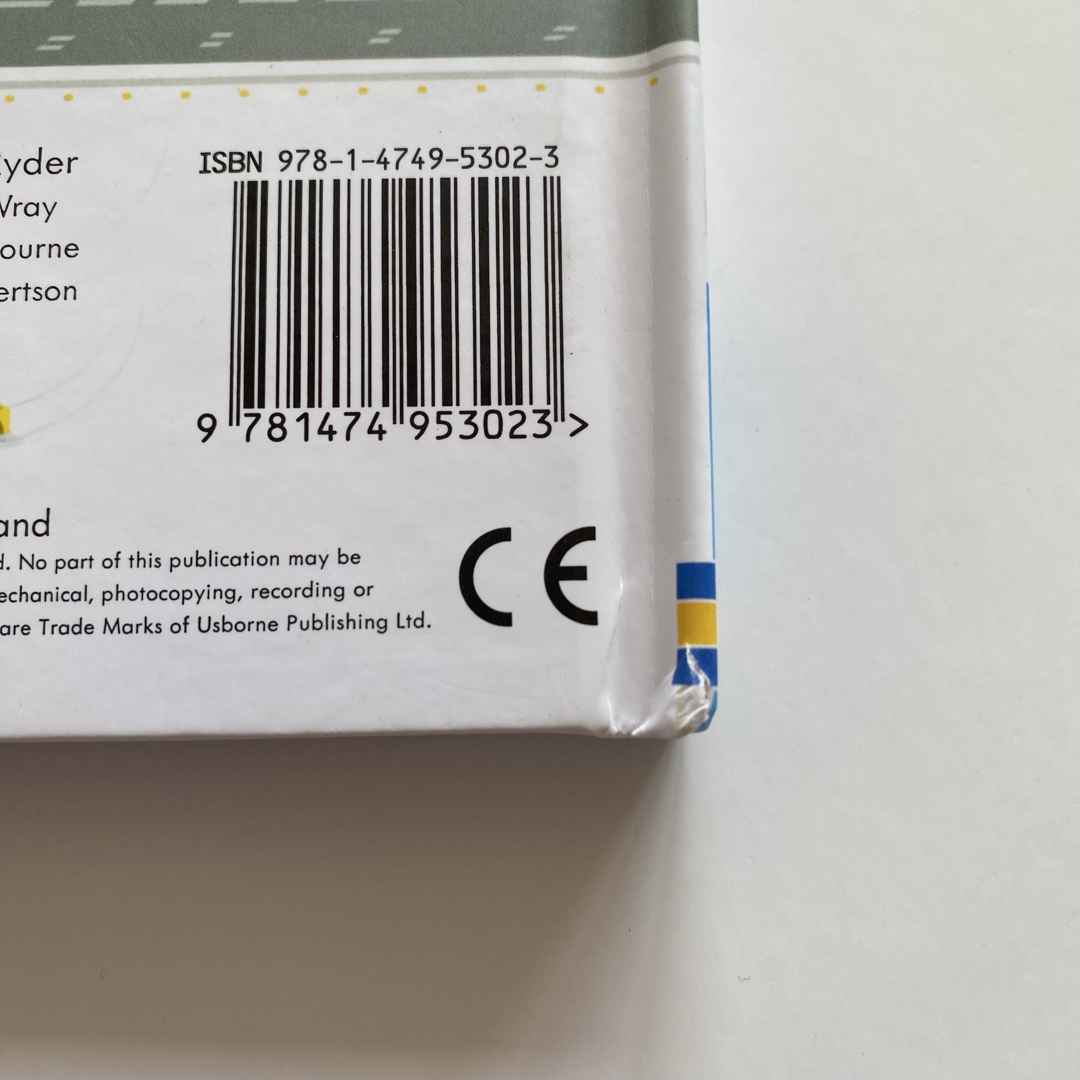 ISBN 978-1-4749-5302-3
yder
Wray
ourne
ertson
9 781474 953023 >
and
d. No part of this publication may be
echanical, photocopying, recording or
are Trade Marks of Usborne Publishing Ltd.
CE